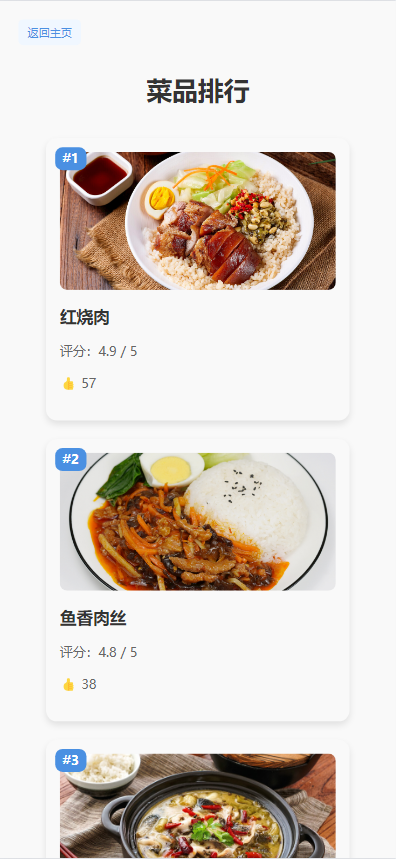 返回主页
菜品排行
#1
红烧肉
评分：4.9 / 5
👍 57
#2
鱼香肉丝
评分：4.8 / 5
👍 38
#3